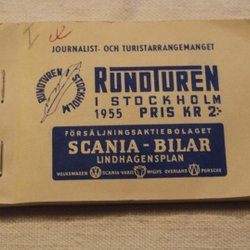 I x
JOURNALIST- OCH TURISTARRANGEMANGET
RUNDTUREN I STOCKHOLM
RUNDTUREN
I STOCKHOLM
1955 PRIS KR 2:-
FÖRSÄLJNINGSAKTIEBOLAGET
SCANIA - BILAR
LINDHAGENSPLAN
VOLKSWAGEN SCANIA-VABIS WILLYS OVERLAND PORSCHE